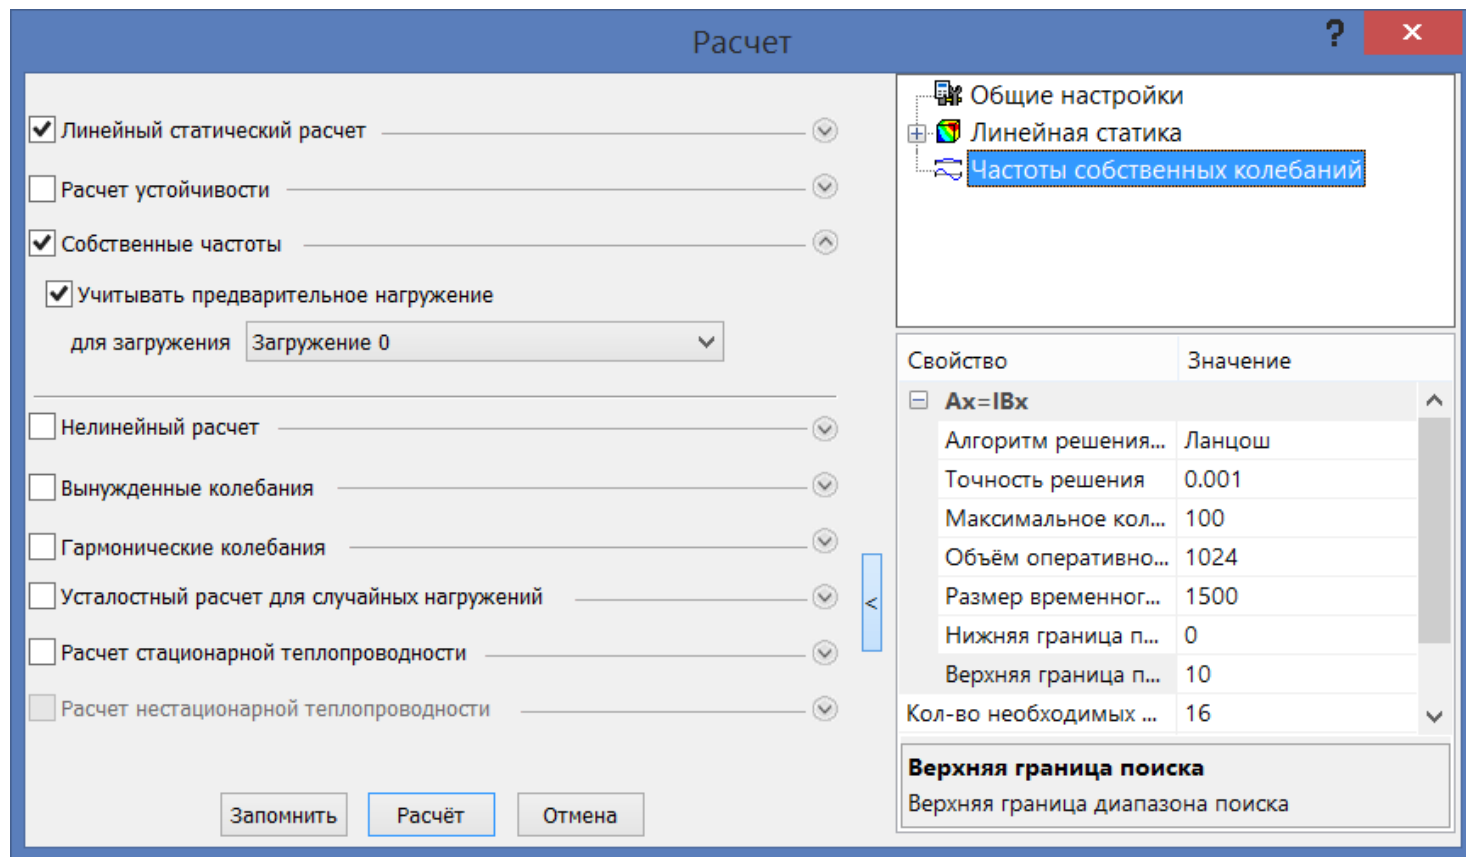 Расчет
?
Линейный статический расчет
Расчет устойчивости
Собственные частоты
Учитывать предварительное нагружение
для загружения Загружение 0
Нелинейный расчет
Вынужденные колебания
Гармонические колебания
Усталостный расчет для случайных нагружений
Расчет стационарной теплопроводности
Расчет нестационарной теплопроводности
Запомнить Расчёт Отмена
<
Общие настройки
Линейная статика
Частоты собственных колебаний
Свойство Значение
Ax=lBx
Алгоритм решения... Ланцош
Точность решения 0.001
Максимальное кол... 100
Объём оперативно... 1024
Размер временног... 1500
Нижняя граница п... 0
Верхняя граница п... 10
Кол-во необходимых ... 16
Верхняя граница поиска
Верхняя граница диапазона поиска